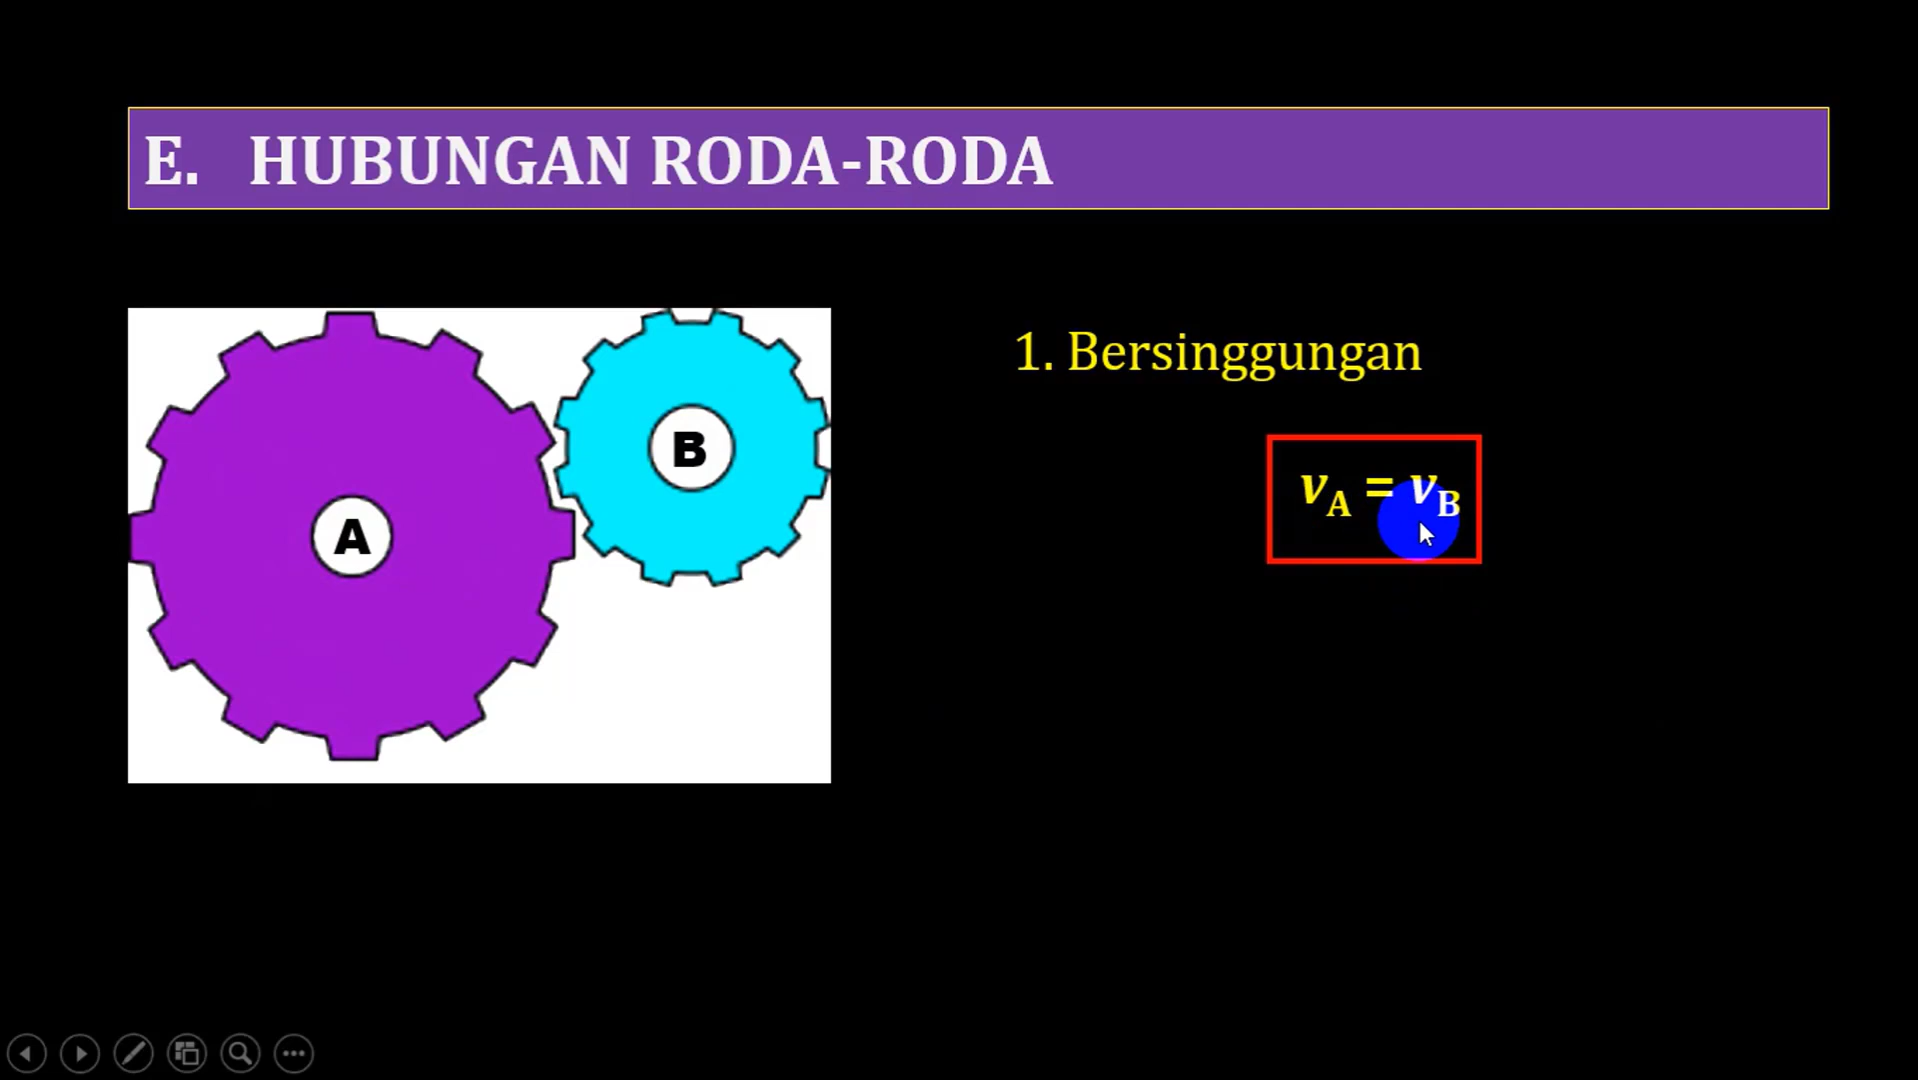 E. HUBUNGAN RODA-RODA
A
B
1. Bersinggungan
vA = vB